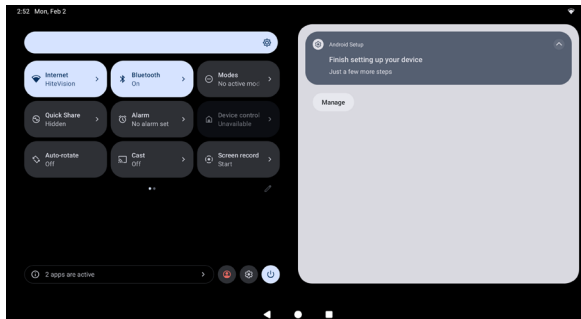 2:52 Mon, Feb 2
Internet
HiteVision
Bluetooth
On
Modes
No active mod
Quick Share
Hidden
Alarm
No alarm set
Device control
Unavailable
Auto-rotate
Off
Cast
Off
Screen record
Start
2 apps are active
Android Setup
Finish setting up your device
Just a few more steps
Manage